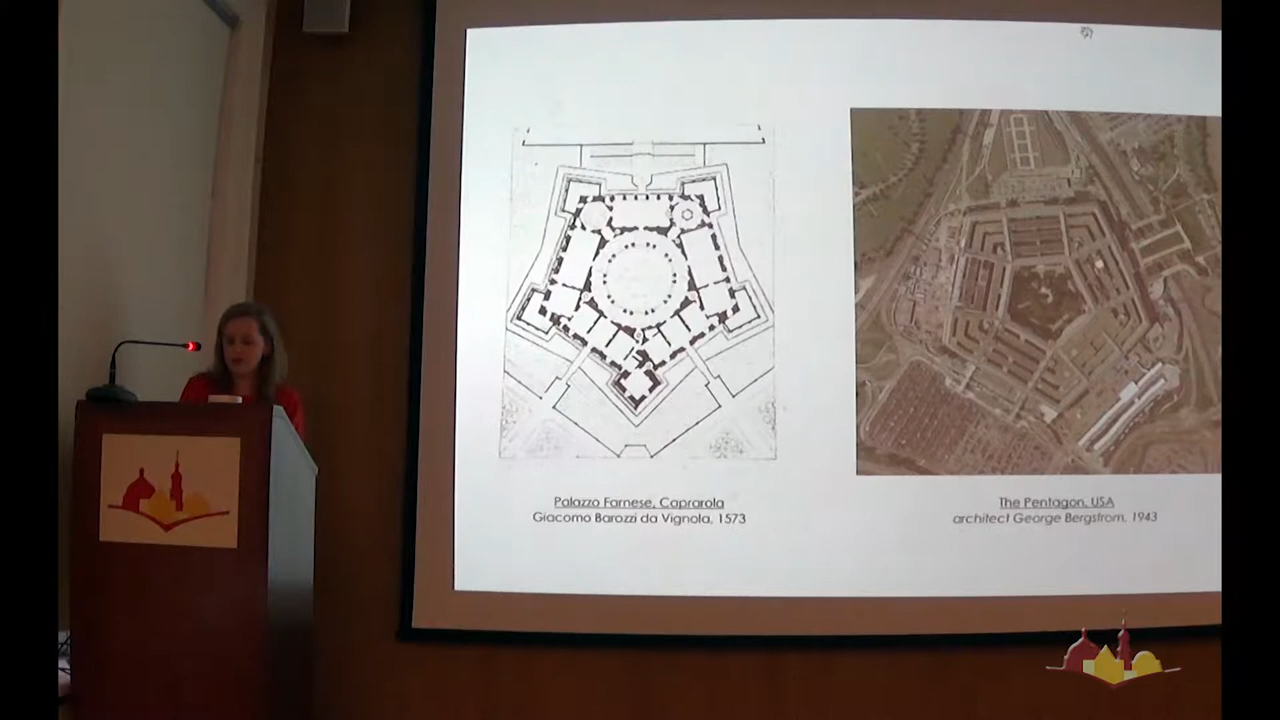 Palazzo Farnese, Caprarola
Giacomo Barozzi da Vignola, 1573
The Pentagon, USA
architect George Bergstrom, 1943